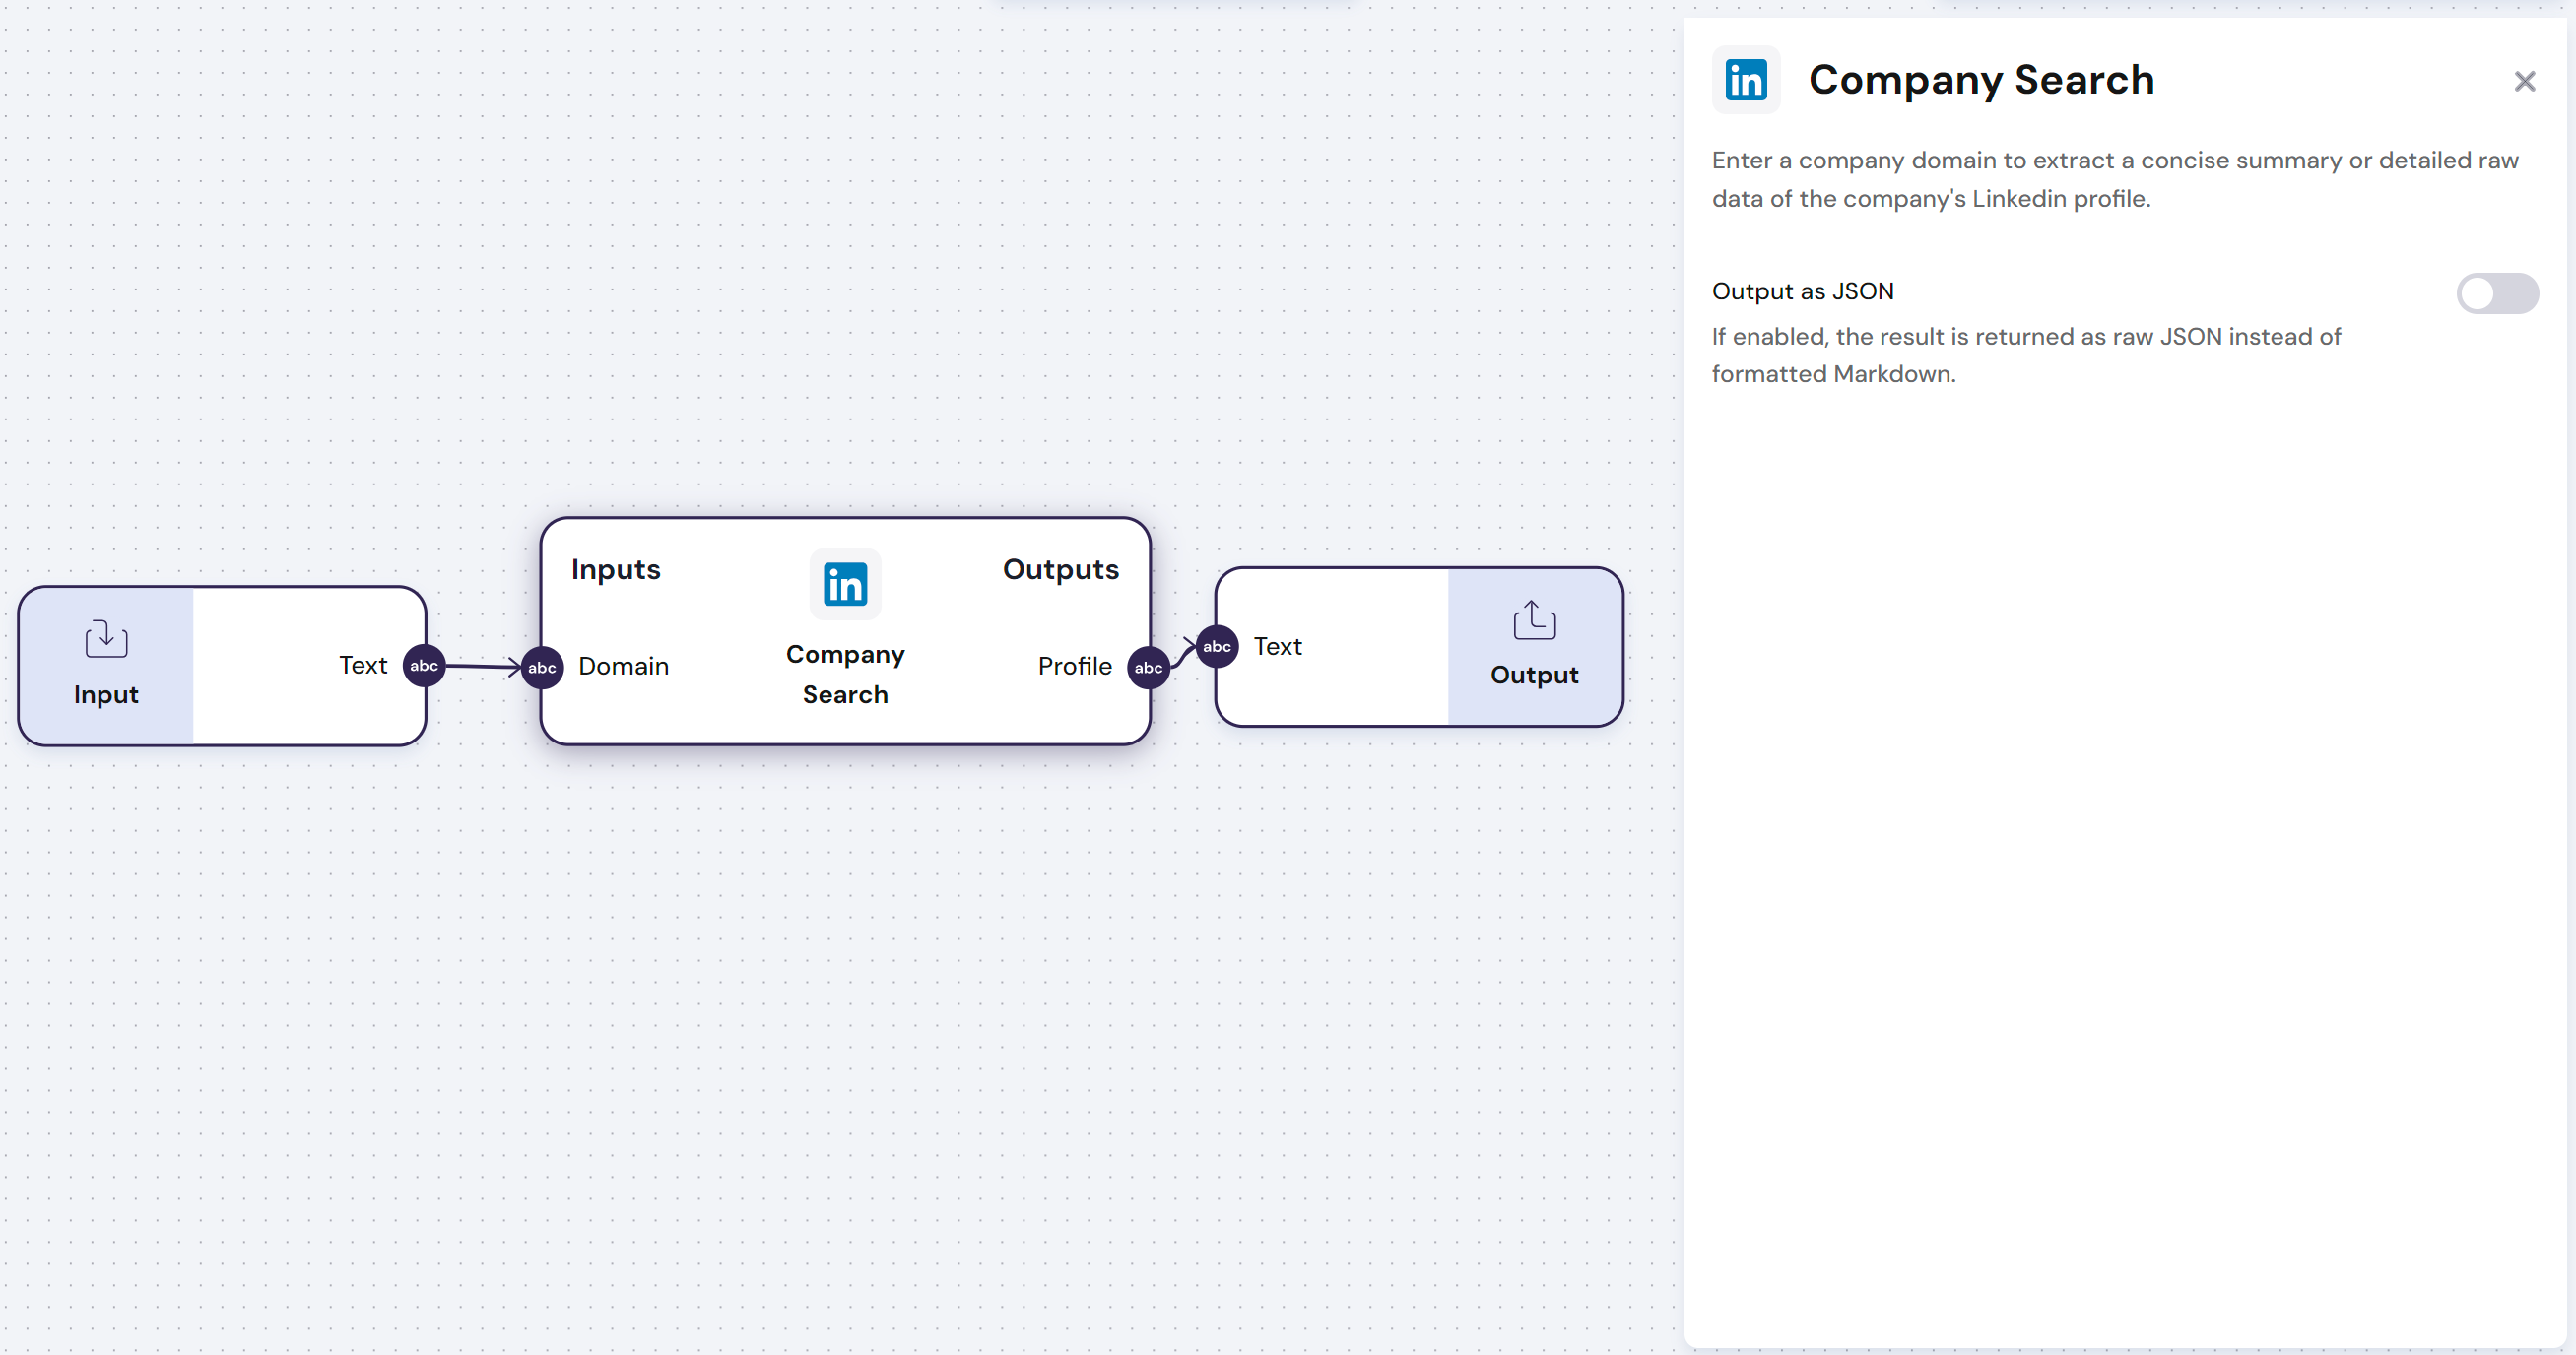 Company Search
Enter a company domain to extract a concise summary or detailed raw
data of the company's Linkedin profile.
Output as JSON
If enabled, the result is returned as raw JSON instead of
formatted Markdown.
Input
Text
abc
Inputs
abc
Domain
in
Company
Search
Outputs
Profile
abc
abc
Text
Output
in